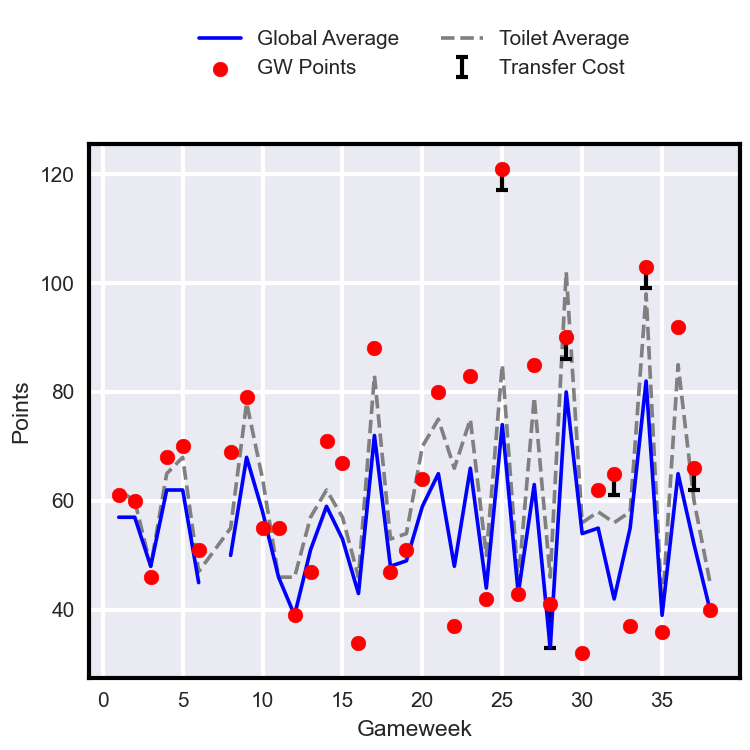 Global Average
Toilet Average
GW Points
Transfer Cost
120
100
80
60
40
Points
0 5 10 15 20 25 30 35
Gameweek